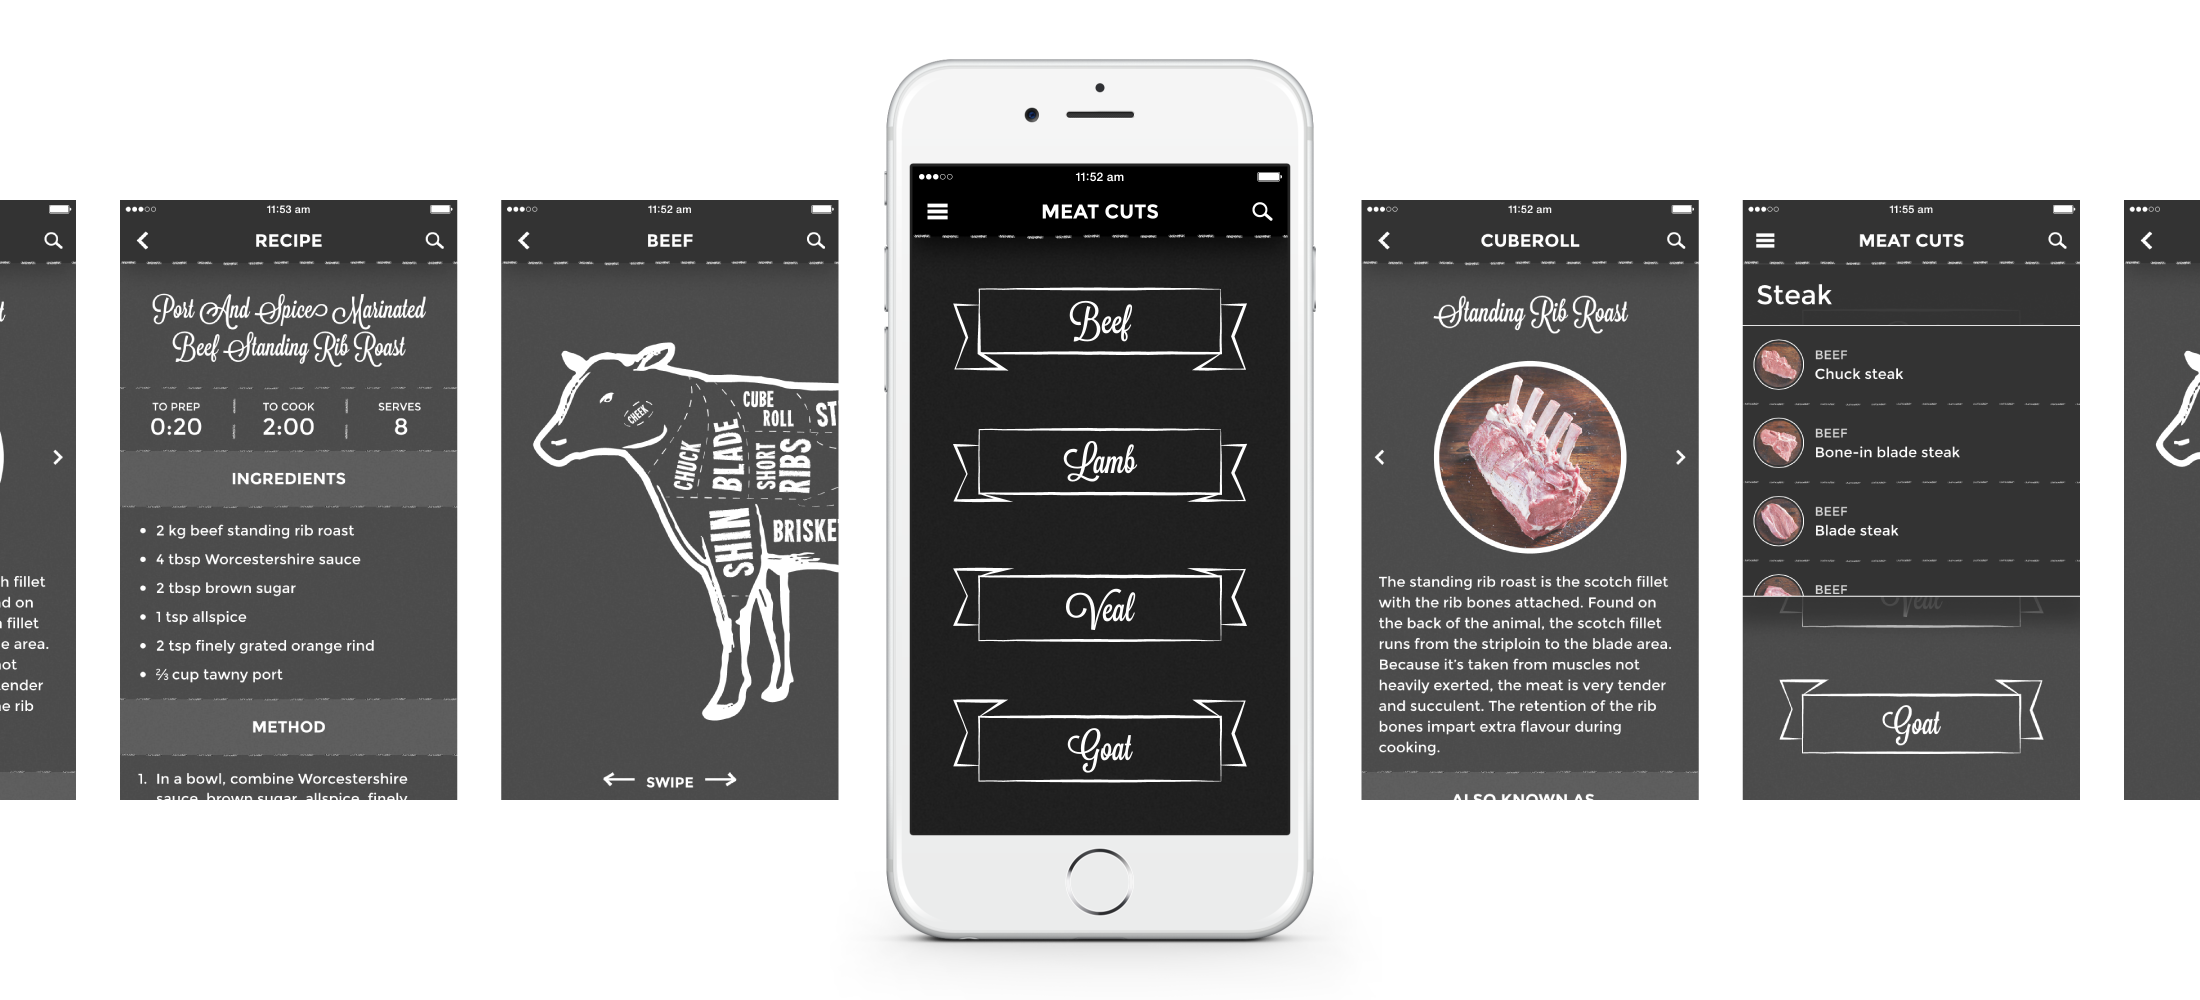 t
h fillet
d on
fillet
e area.
ot
ender
e rib
11:53 am
RECIPE
Port And Spice Marinated
Beef Standing Rib Roast
TO PREP TO COOK SERVES
0:20 2:00 8
INGREDIENTS
• 2 kg beef standing rib roast
• 4 tbsp Worcestershire sauce
• 2 tbsp brown sugar
• 1 tsp allspice
• 2 tsp finely grated orange rind
• ⅔ cup tawny port
METHOD
1. In a bowl, combine Worcestershire
sauce, brown sugar, allspice, finely
11:52 am
BEEF
CHEEK
CHUCK
BLADE
CUBE
ROLL
ST
SHORT
RIBS
SHIN
BRISKE
SWIPE
11:52 am
MEAT CUTS
Beef
Lamb
Veal
Goat
11:52 am
CUBEROLL
Standing Rib Roast
The standing rib roast is the scotch fillet
with the rib bones attached. Found on
the back of the animal, the scotch fillet
runs from the striploin to the blade area.
Because it's taken from muscles not
heavily exerted, the meat is very tender
and succulent. The retention of the rib
bones impart extra flavour during
cooking.
ALSO KNOWN AS
11:55 am
MEAT CUTS
Steak
BEEF
Chuck steak
BEEF
Bone-in blade steak
BEEF
Blade steak
BEEF
Veal
Goat